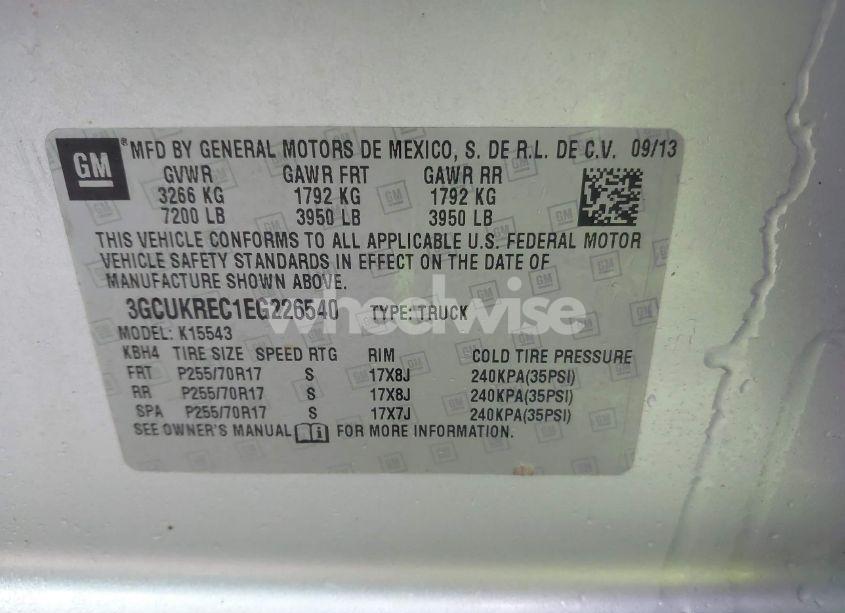 GM ® MFD BY GENERAL MOTORS DE MEXICO, S. DE R.L. DE C.V. 09/13
GVWR GAWR FRT GAWR RR
3266 KG 1792 KG 1792 KG
7200 LB 3950 LB 3950 LB
THIS VEHICLE CONFORMS TO ALL APPLICABLE U.S. FEDERAL MOTOR
VEHICLE SAFETY STANDARDS IN EFFECT ON THE DATE OF
MANUFACTURE SHOWN ABOVE.
3GCUKREC1EG226540 TYPE: TRUCK
wheelwise
MODEL: K15543
KBH4 TIRE SIZE SPEED RTG RIM COLD TIRE PRESSURE
FRT P255/70R17 S 17X8J 240KPA(35PSI)
RR P255/70R17 S 17X8J 240KPA(35PSI)
SPA P255/70R17 S 17X7J 240KPA(35PSI)
SEE OWNER'S MANUAL FOR MORE INFORMATION.